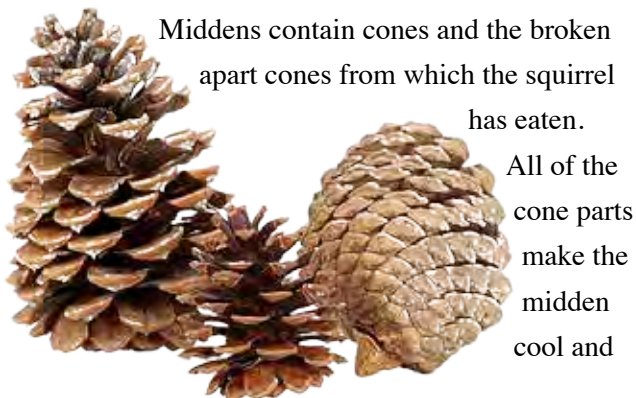 Middens contain cones and the broken
apart cones from which the squirrel
has eaten.
All of the
cone parts
make the
midden
cool and